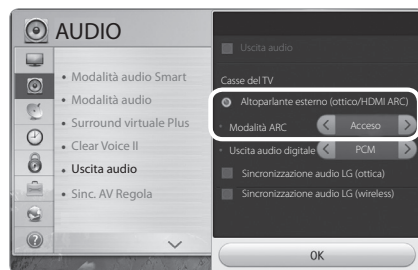 AUDIO
• Modalità audio Smart
• Modalità audio
• Surround virtuale Plus
• Clear Voice II
• Uscita audio
• Sinc. AV Regola
Uscita audio
Casse del TV
Altoparlante esterno (ottico/HDMI ARC)
• Modalità ARC < Acceso >
• Uscita audio digitale < PCM >
Sincronizzazione audio LG (ottica)
Sincronizzazione audio LG (wireless)
OK